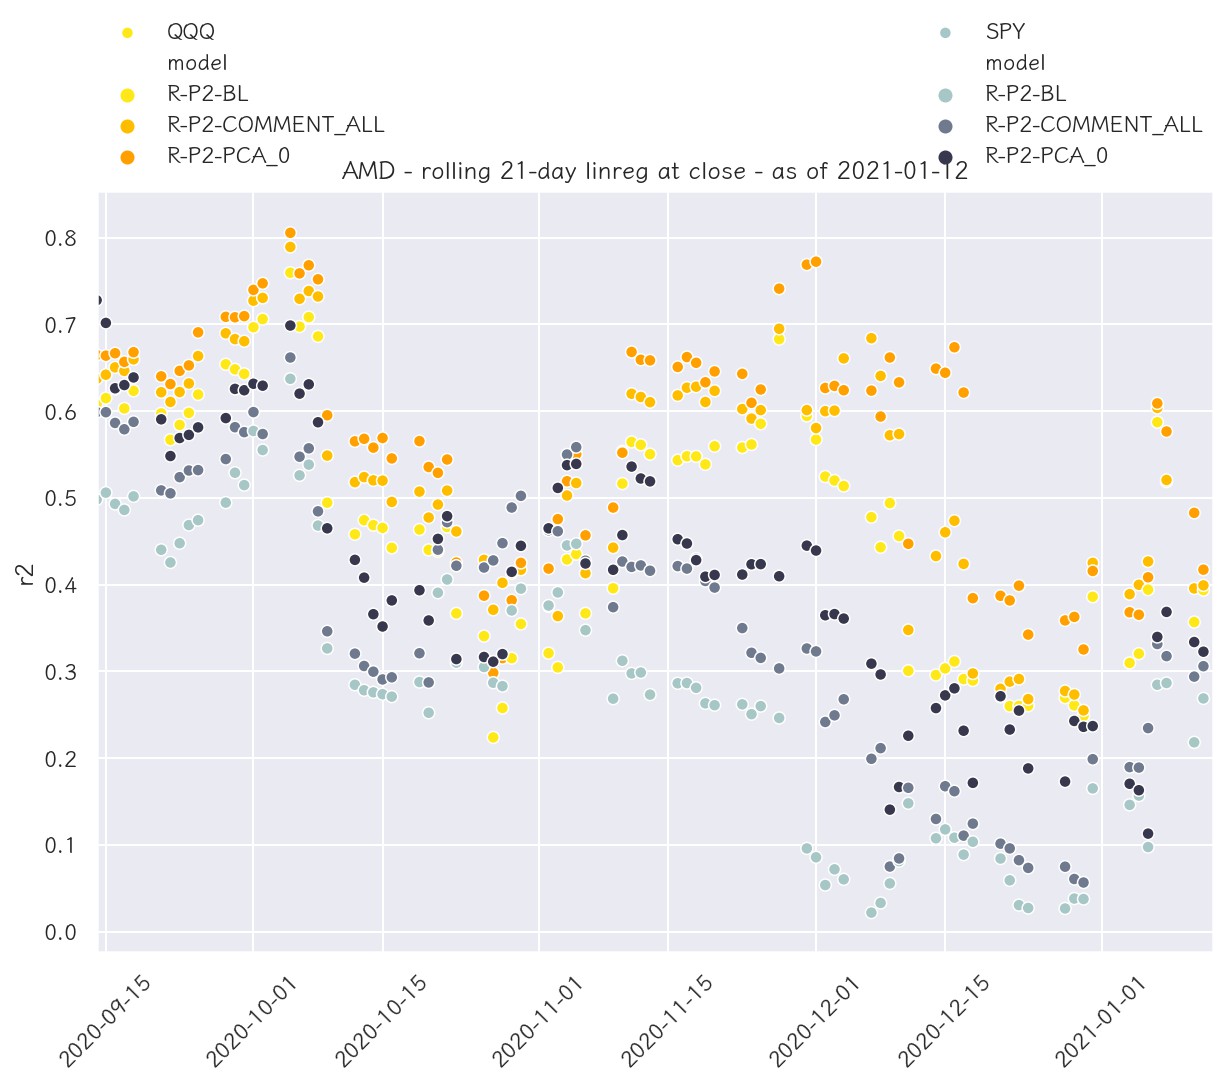 QQQ
model
R-P2-BL
R-P2-COMMENT_ALL
R-P2-PCA_0
SPY
model
R-P2-BL
R-P2-COMMENT_ALL
R-P2-PCA_0
AMD - rolling 21-day linreg at close - as of 2021-01-12
r2
0.8
0.7
0.6
0.5
0.4
0.3
0.2
0.1
0.0
2020-09-15
2020-10-01
2020-10-15
2020-11-01
2020-11-15
2020-12-01
2020-12-15
2021-01-01